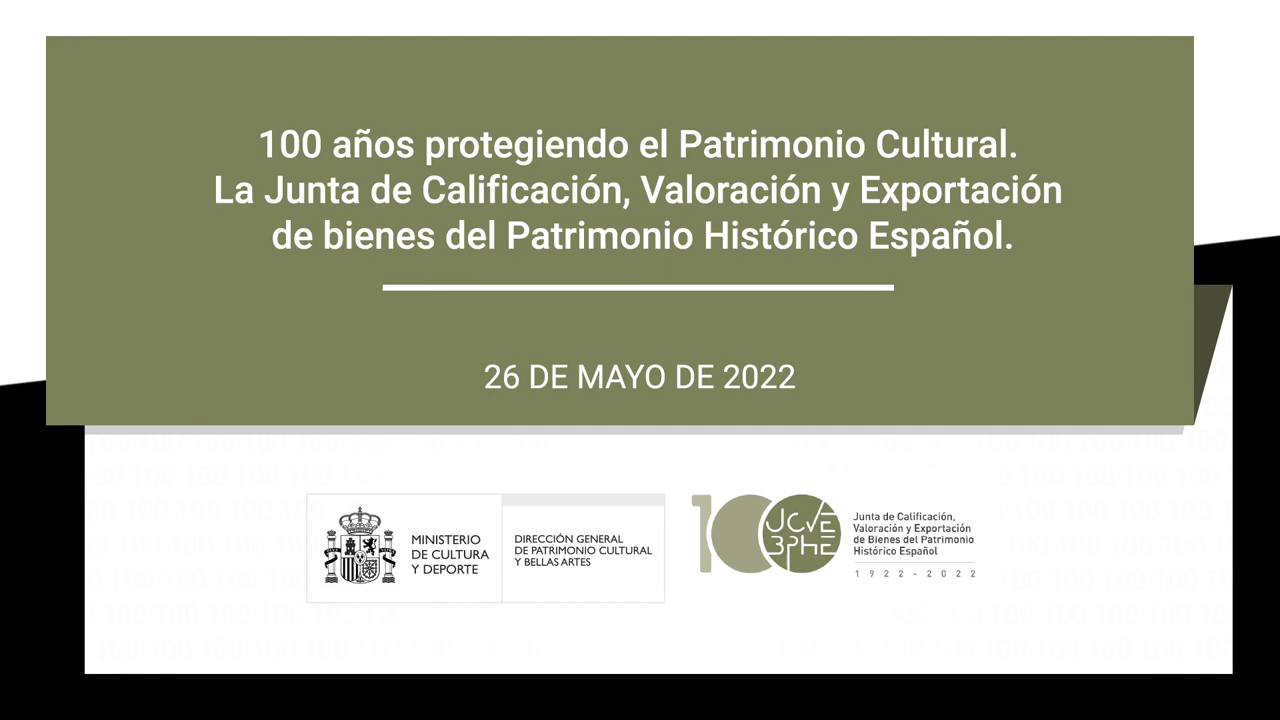 100 años protegiendo el Patrimonio Cultural.
La Junta de Calificación, Valoración y Exportación
de bienes del Patrimonio Histórico Español.
26 DE MAYO DE 2022
MINISTERIO
DE CULTURA
Y DEPORTE
DIRECCIÓN GENERAL
DE PATRIMONIO CULTURAL
Y BELLAS ARTES
100
JCVE
BPHE
Junta de Calificación,
Valoración y Exportación
de Bienes del Patrimonio
Histórico Español
1922-2022